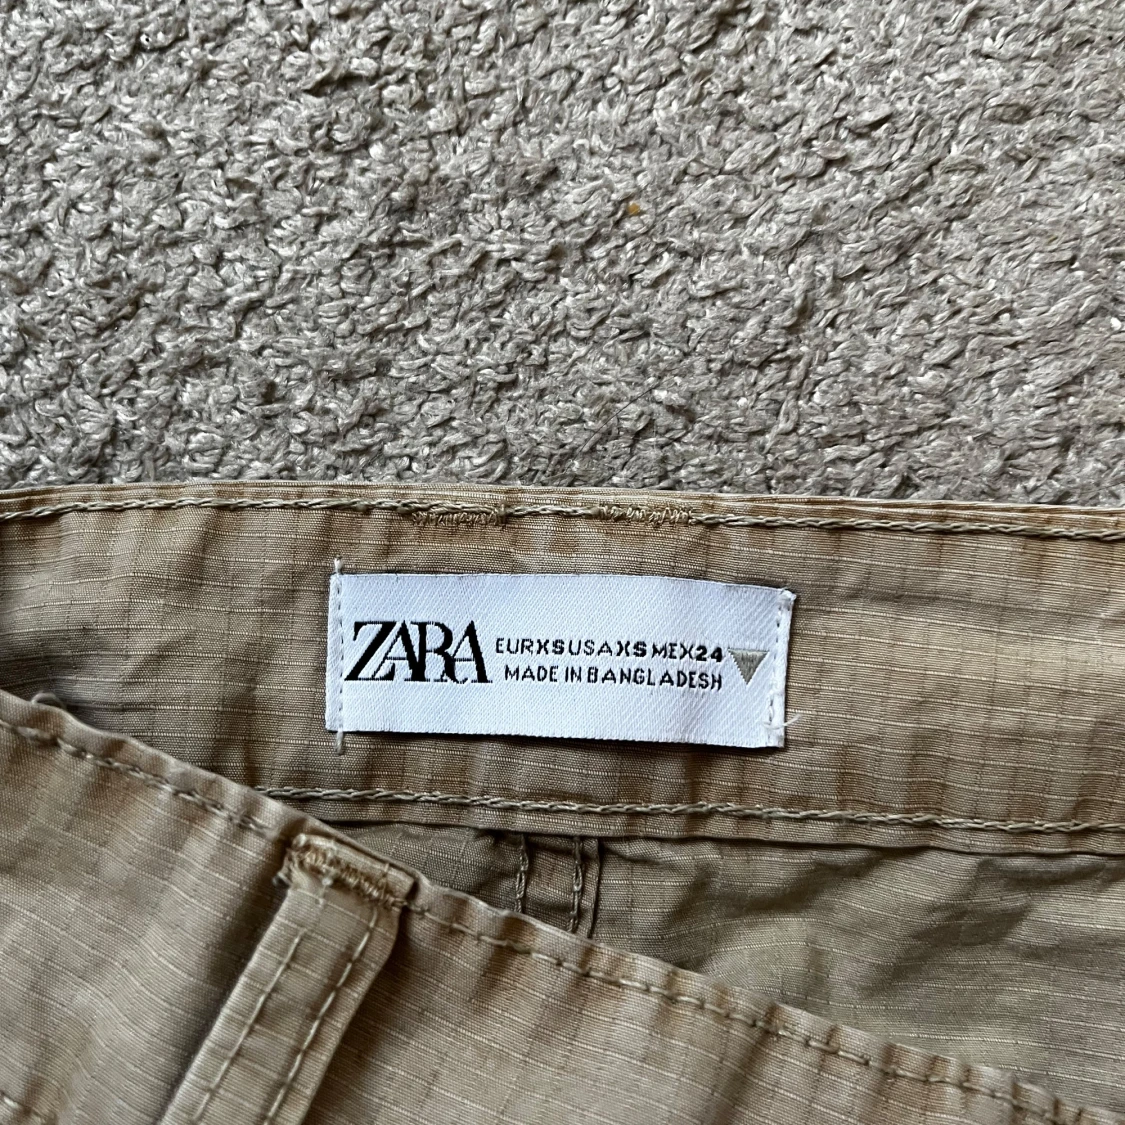 ZARA
EUR XS USA XS MEX 24
MADE IN BANGLADESH